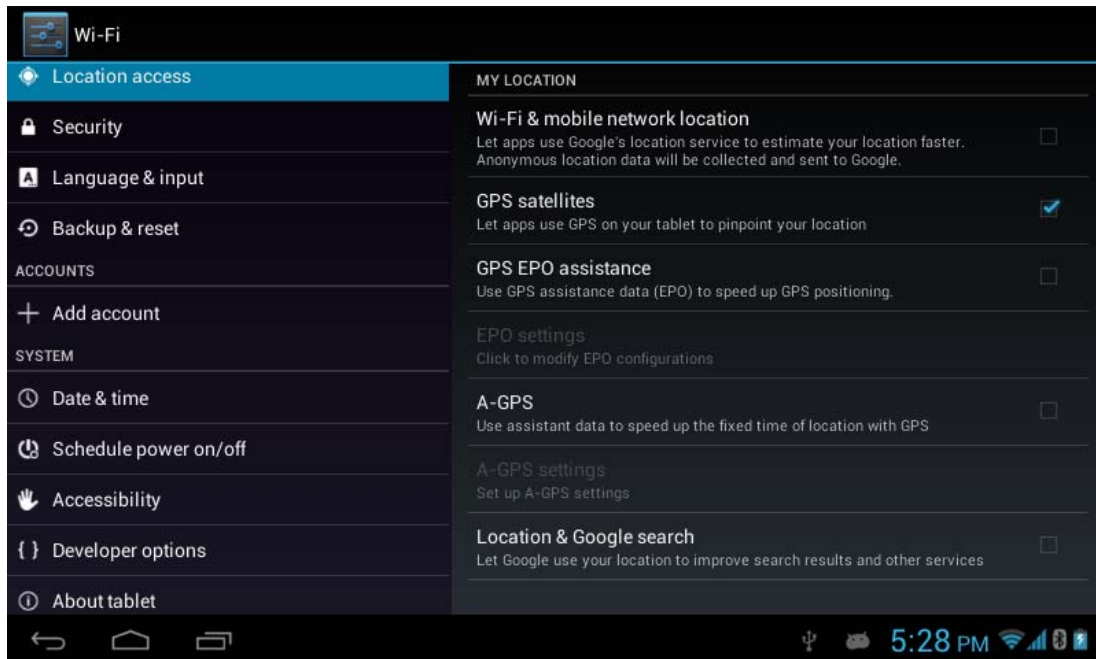 Wi-Fi
Location access
Security
Language & input
Backup & reset
ACCOUNTS
Add account
SYSTEM
Date & time
Schedule power on/off
Accessibility
{ } Developer options
About tablet
MY LOCATION
Wi-Fi & mobile network location
Let apps use Google's location service to estimate your location faster.
Anonymous location data will be collected and sent to Google.
GPS satellites
Let apps use GPS on your tablet to pinpoint your location
GPS EPO assistance
Use GPS assistance data (EPO) to speed up GPS positioning.
EPO settings
Click to modify EPO configurations
A-GPS
Use assistant data to speed up the fixed time of location with GPS
A-GPS settings
Set up A-GPS settings
Location & Google search
Let Google use your location to improve search results and other services
5:28 PM